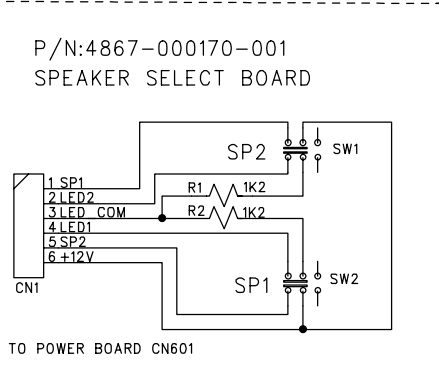 P/N:4867-000170-001
SPEAKER SELECT BOARD
SP2
SW1
1 SP1
2 LED2
3 LED COM
4 LED1
5 SP2
6 +12V
R1
1K2
R2
1K2
SP1
SW2
CN1
TO POWER BOARD CN601